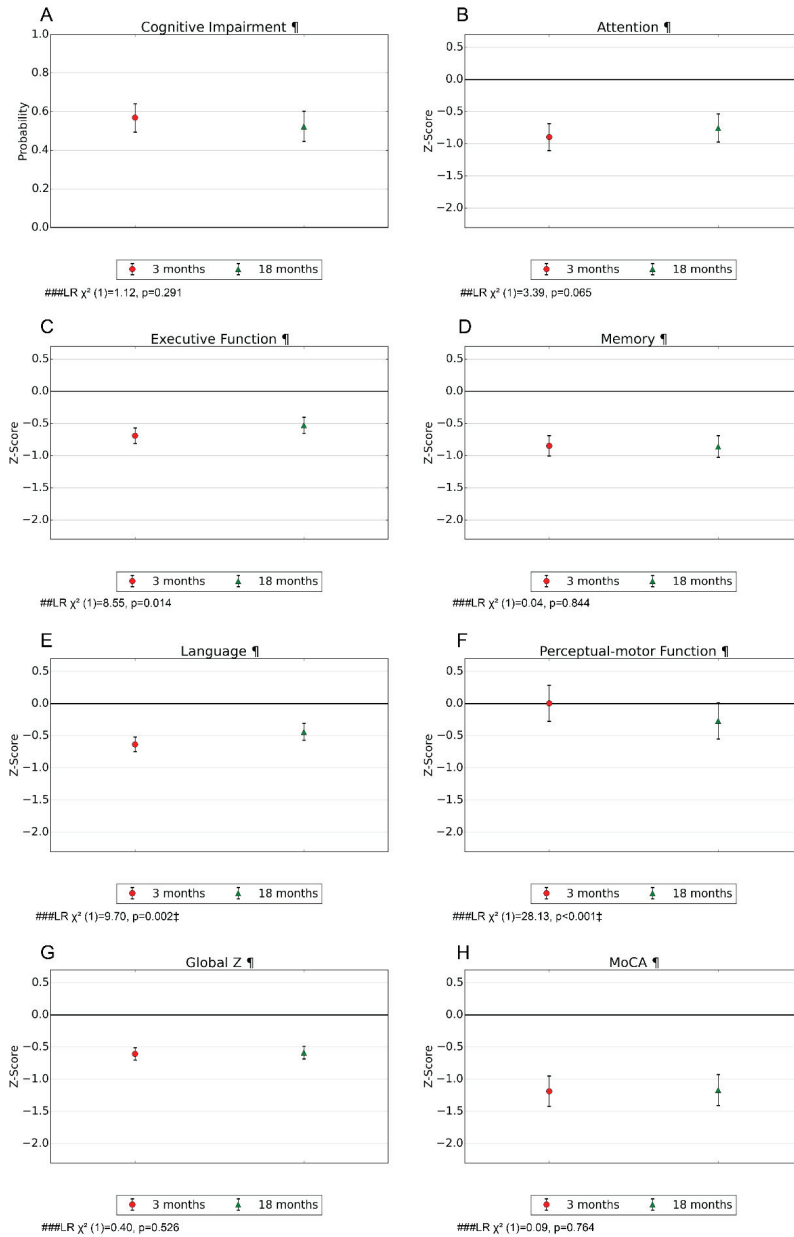 A
Cognitive Impairment ¶
1.0
0.8
0.6
0.4
0.2
0.0
Probability
3 months 18 months
###LR χ² (1)=1.12, p=0.291
B
Attention ¶
0.5
0.0
−0.5
−1.0
−1.5
−2.0
Z-Score
3 months 18 months
##LR χ² (1)=3.39, p=0.065
C
Executive Function ¶
0.5
0.0
−0.5
−1.0
−1.5
−2.0
Z-Score
3 months 18 months
##LR χ² (1)=8.55, p=0.014
D
Memory ¶
0.5
0.0
−0.5
−1.0
−1.5
−2.0
Z-Score
3 months 18 months
###LR χ² (1)=0.04, p=0.844
E
Language ¶
0.5
0.0
−0.5
−1.0
−1.5
−2.0
Z-Score
3 months 18 months
###LR χ² (1)=9.70, p=0.002‡
F
Perceptual-motor Function ¶
0.5
0.0
−0.5
−1.0
−1.5
−2.0
Z-Score
3 months 18 months
###LR χ² (1)=28.13, p<0.001‡
G
Global Z ¶
0.5
0.0
−0.5
−1.0
−1.5
−2.0
Z-Score
3 months 18 months
###LR χ² (1)=0.40, p=0.526
H
MoCA ¶
0.5
0.0
−0.5
−1.0
−1.5
−2.0
Z-Score
3 months 18 months
###LR χ² (1)=0.09, p=0.764